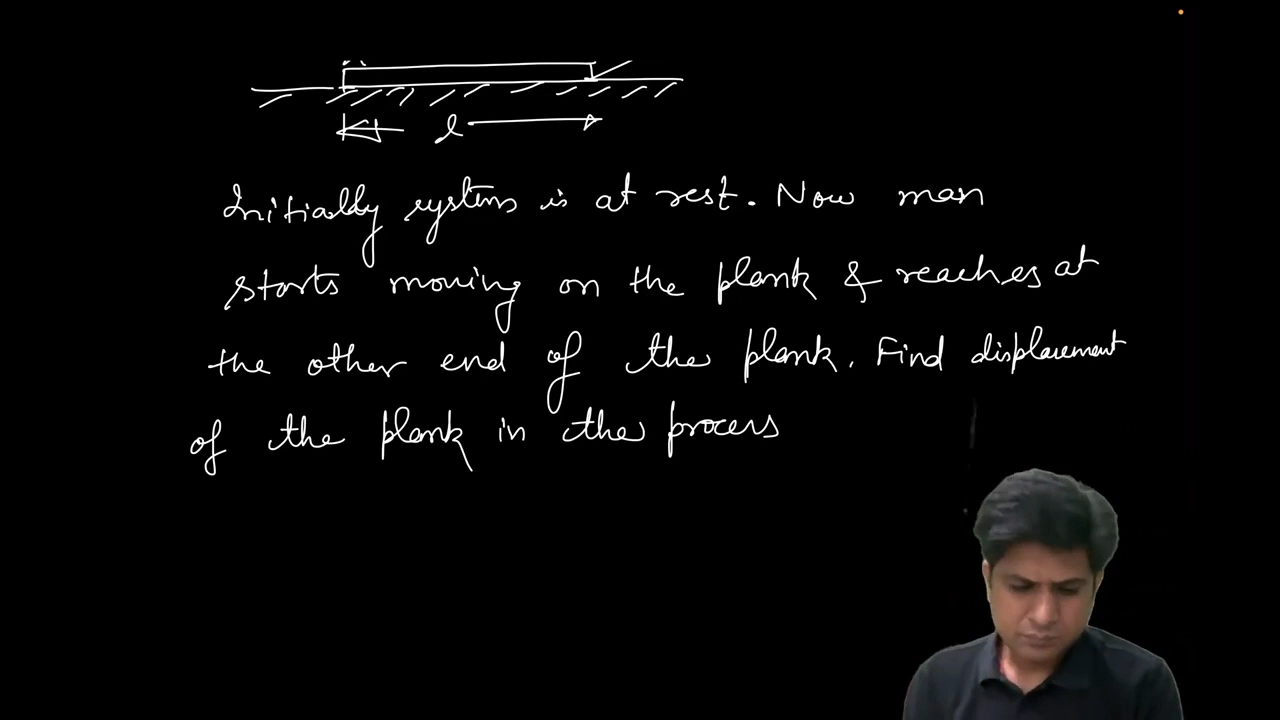 l
Initially system is at rest. Now man
starts moving on the plank & reaches at
the other end of the plank. Find displacement
of the plank in the process